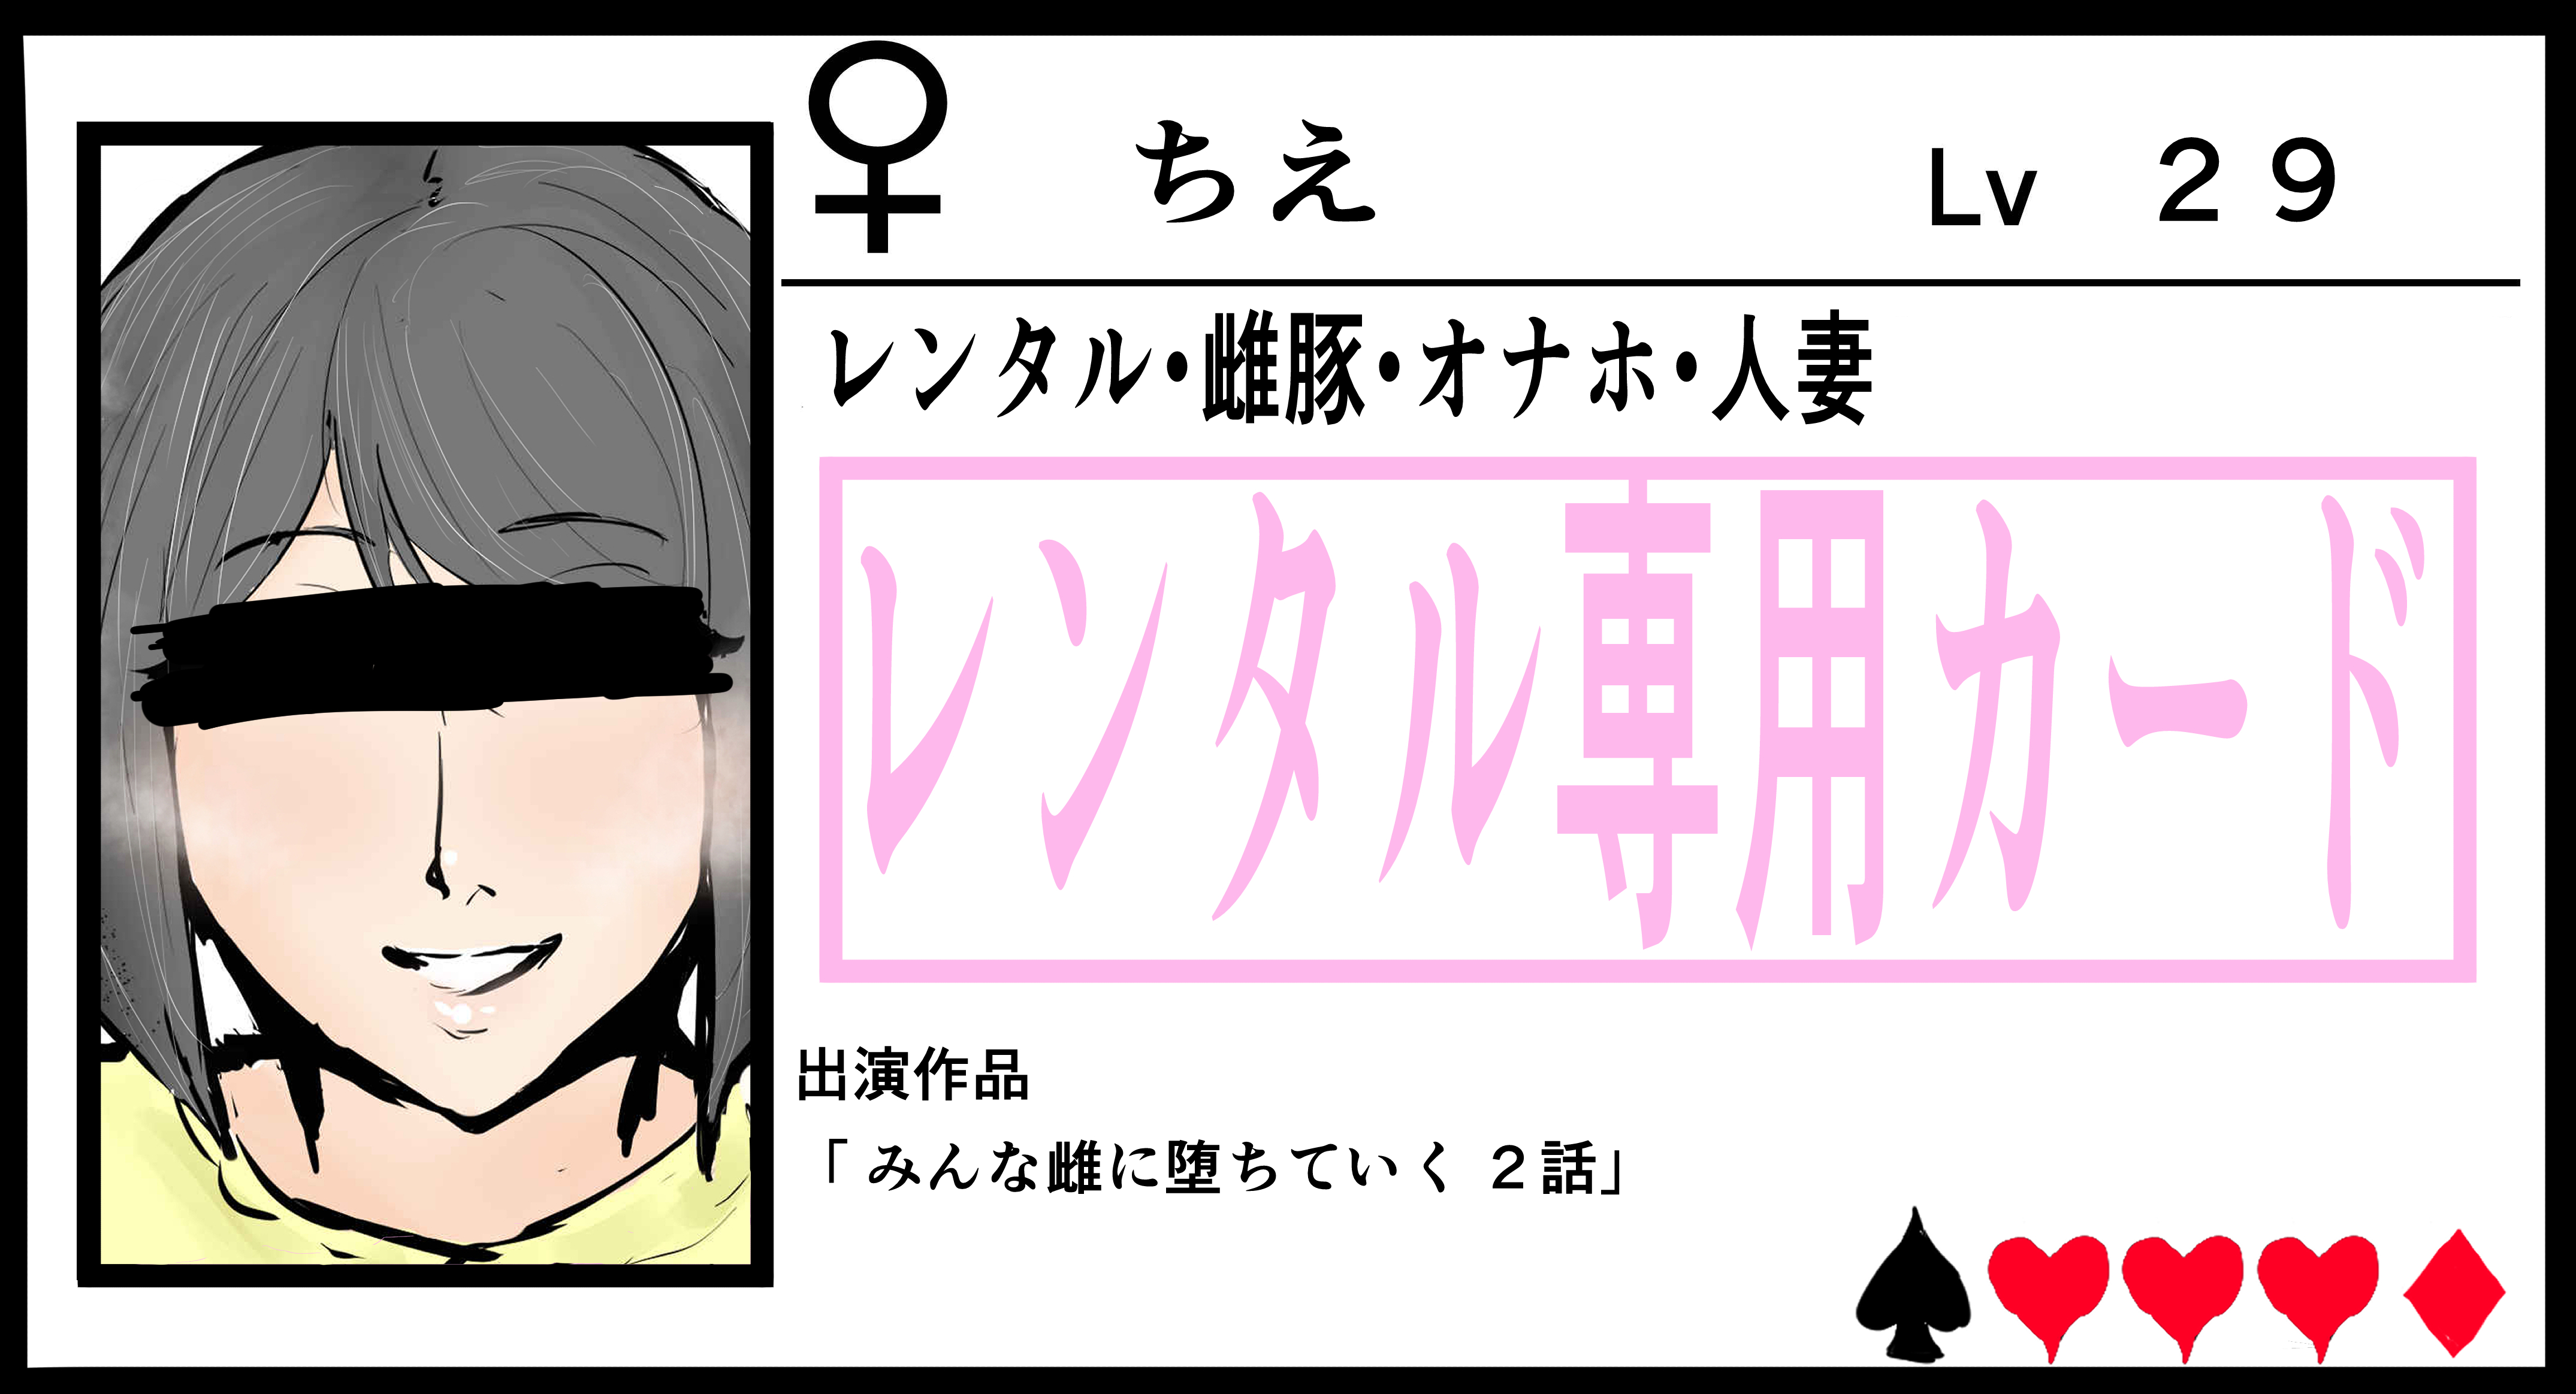 ♀ ちえ Lv ２９
レンタル・雌豚・オナホ・人妻
レンタル専用カード
出演作品
「みんな雌に堕ちていく ２話」